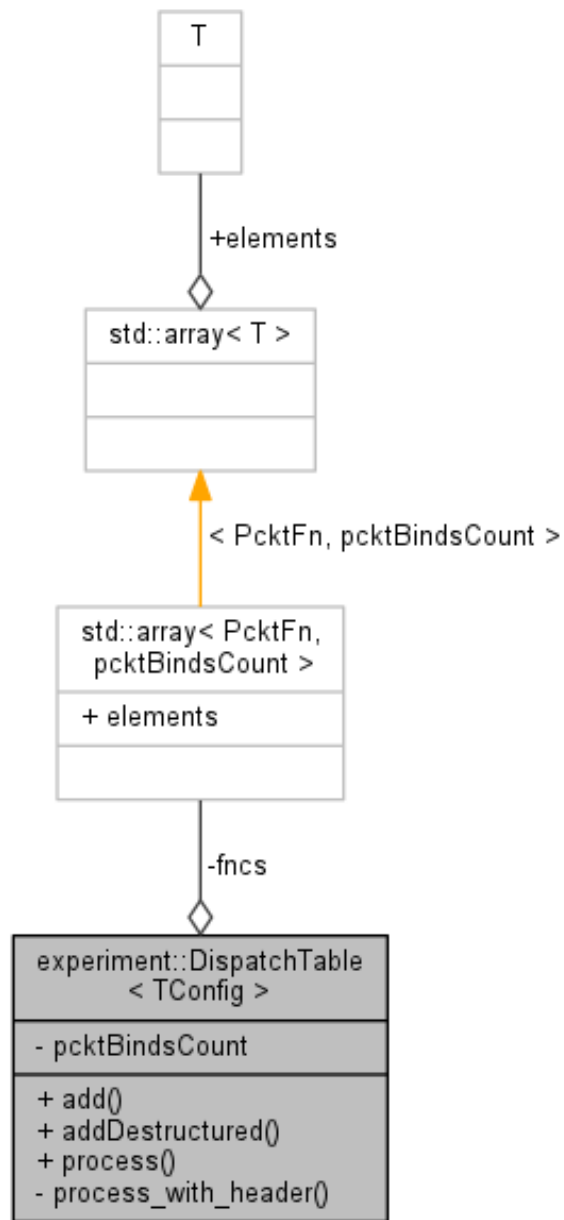 T
+elements
std::array< T >
< PcktFn, pcktBindsCount >
std::array< PcktFn,
pcktBindsCount >
+ elements
-fncs
experiment::DispatchTable
< TConfig >
- pcktBindsCount
+ add()
+ addDestructured()
+ process()
- process_with_header()